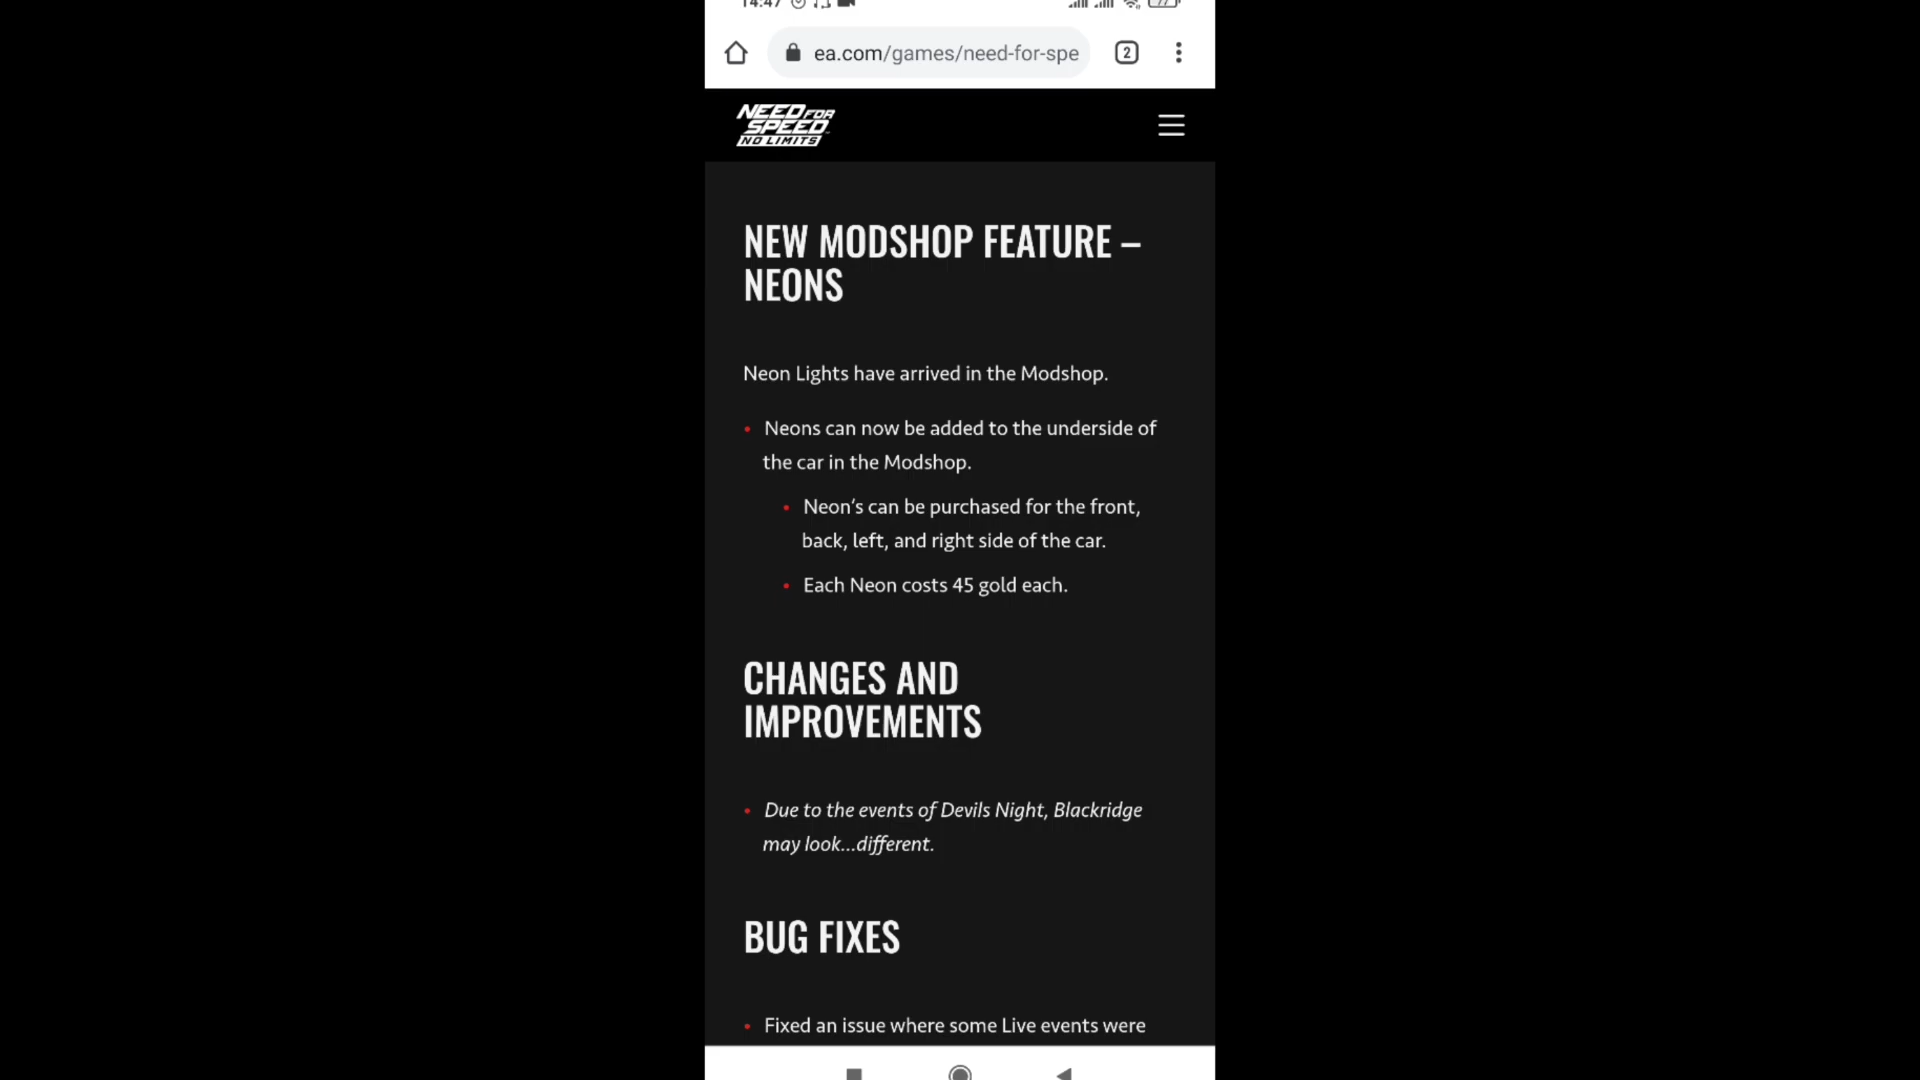 14:47
77
ea.com/games/need-for-spe
2
NEED FOR
SPEED
NO LIMITS
NEW MODSHOP FEATURE –
NEONS
Neon Lights have arrived in the Modshop.
• Neons can now be added to the underside of
the car in the Modshop.
• Neon's can be purchased for the front,
back, left, and right side of the car.
• Each Neon costs 45 gold each.
CHANGES AND
IMPROVEMENTS
• Due to the events of Devils Night, Blackridge
may look...different.
BUG FIXES
• Fixed an issue where some Live events were